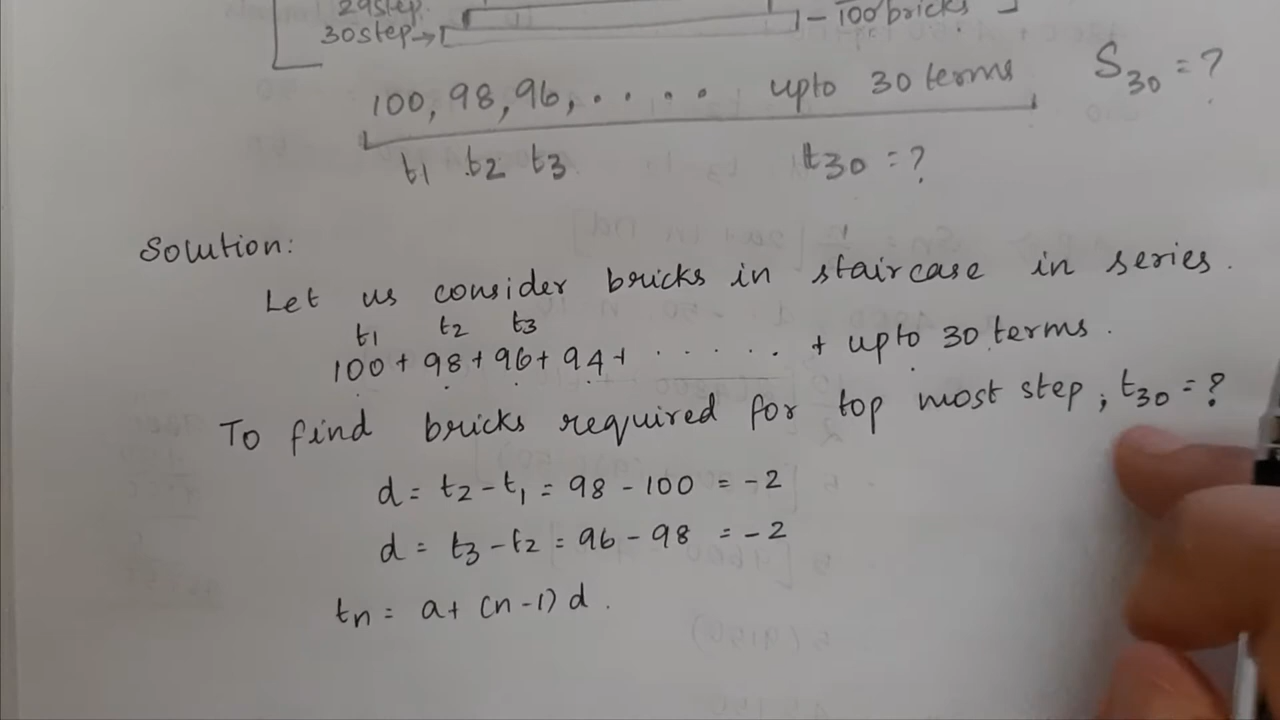 29step.
30step→ - 100 bricks
100, 98, 96, . . . . . upto 30 terms S30 = ?
t1 t2 t3 t30 = ?
Solution:
Let us consider bricks in staircase in series.
t1 t2 t3
100 + 98 + 96 + 94 + . . . . . . + upto 30 terms.
To find bricks required for top most step ; t30 = ?
d = t2 - t1 = 98 - 100 = -2
d = t3 - t2 = 96 - 98 = -2
tn = a + (n-1) d .